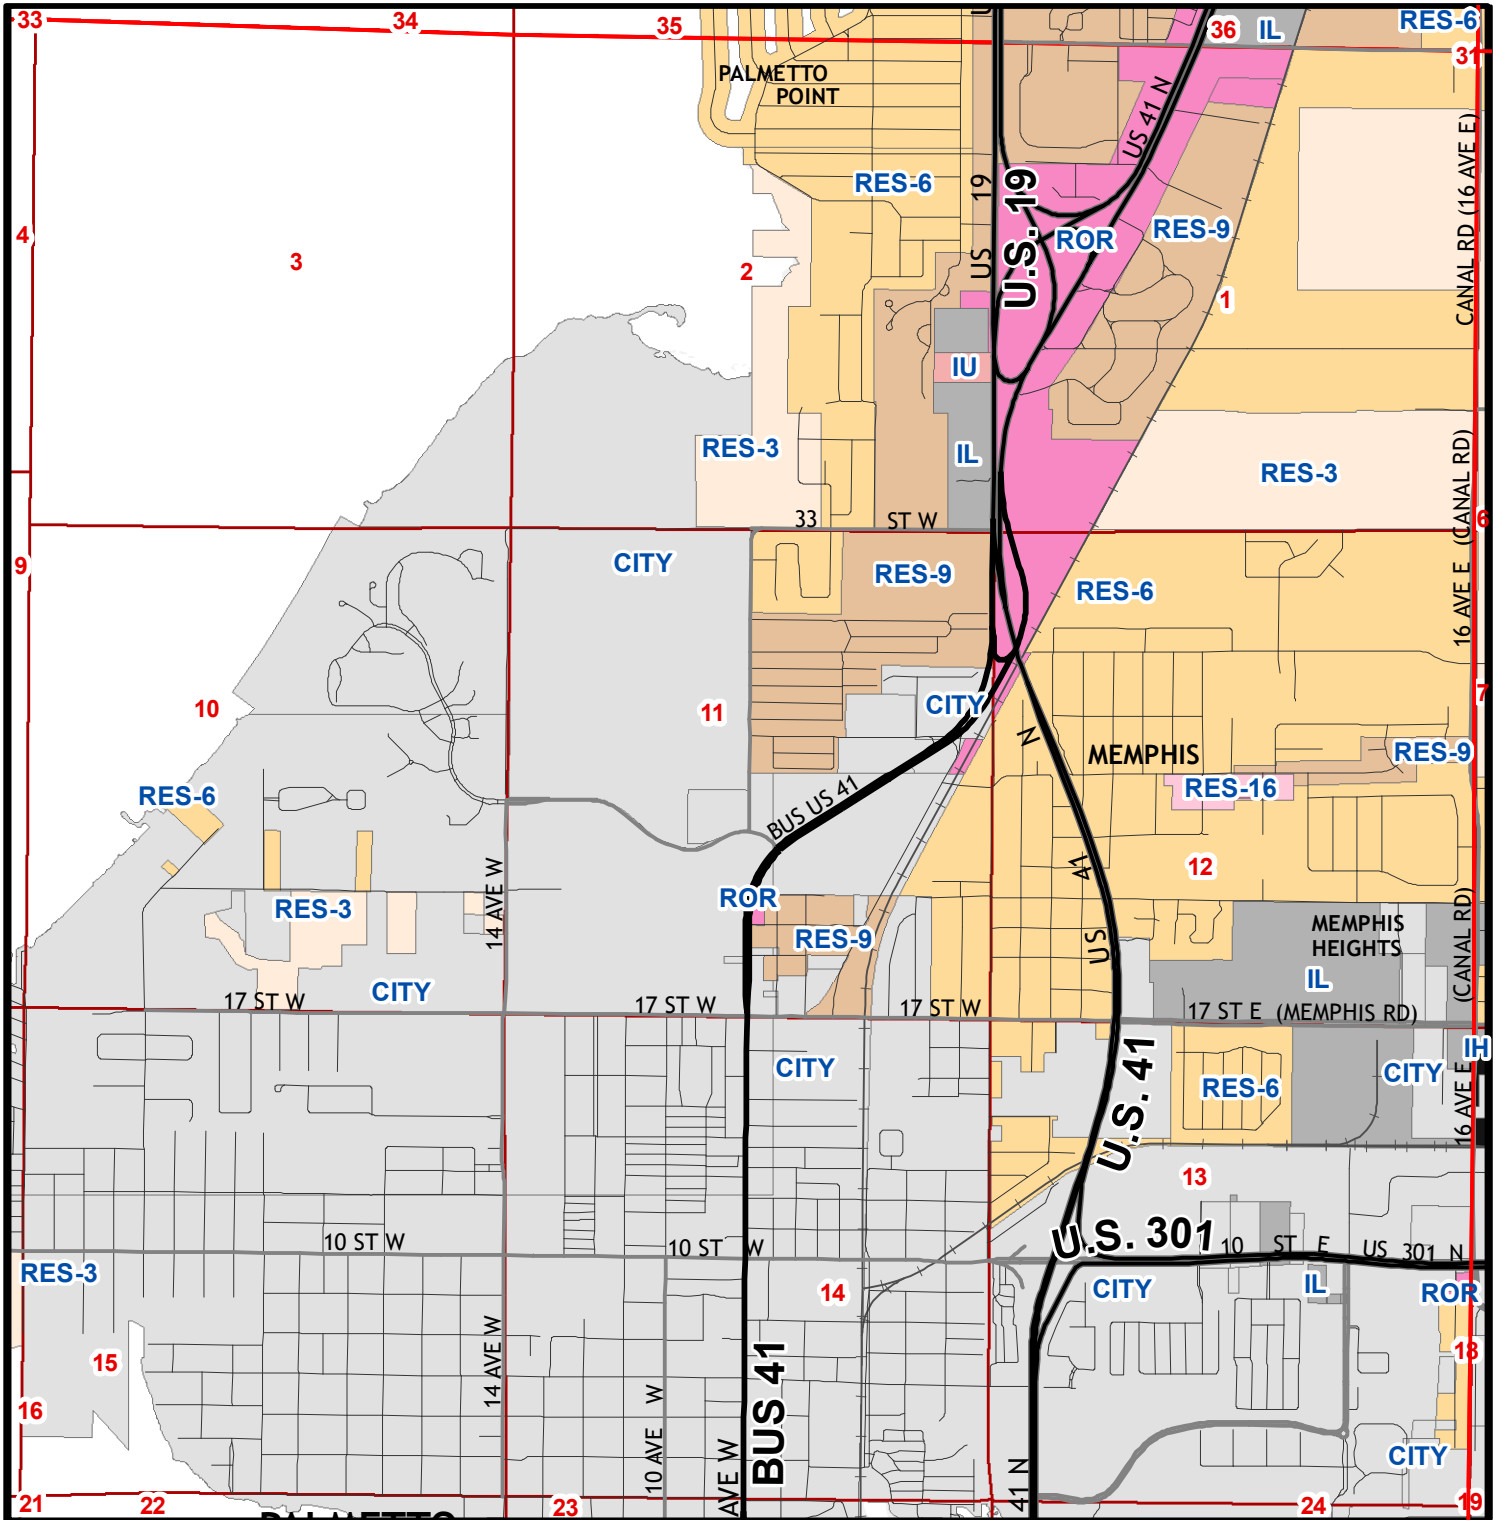 33
34
35
36
IL
RES-6
31
PALMETTO
POINT
US 41 N
CANAL RD (16 AVE E)
RES-6
US 19
U.S. 19
ROR
RES-9
4
3
2
1
IU
RES-3
IL
RES-3
33 ST W
16 AVE E (CANAL RD)
6
9
CITY
RES-9
RES-6
10
11
CITY
7
N
MEMPHIS
RES-9
RES-6
RES-16
BUS US 41
41
12
14 AVE W
ROR
RES-3
RES-9
US
MEMPHIS
HEIGHTS
IL
(CANAL RD)
CITY
17 ST W
17 ST W
17 ST W
17 ST E (MEMPHIS RD)
CITY
U.S. 41
RES-6
CITY
IH
16 AVE E
13
10 ST W
10 ST W
U.S. 301
10 ST E US 301 N
RES-3
14
CITY
IL
ROR
15
14 AVE W
BUS 41
18
16
10 AVE W
AVE W
41 N
CITY
21
22
23
24
19
PALMETTO